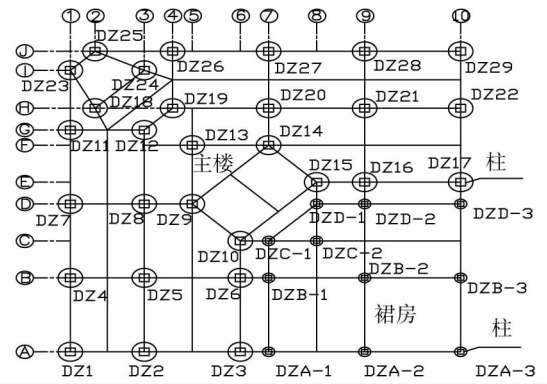 1 2 3 4 5 6 7 8 9 10
J DZ25 DZ26 DZ27 DZ28 DZ29
I DZ23 DZ24
H DZ18 DZ19 DZ20 DZ21 DZ22
G DZ11 DZ12
F DZ13 DZ14
主楼 DZ15 DZ16 DZ17 柱
E
D DZ7 DZ8 DZ9 DZD-1 DZD-2 DZD-3
C DZ10 DZC-1 DZC-2
B DZ4 DZ5 DZ6 DZB-1 DZB-2 DZB-3
裙房 柱
A DZ1 DZ2 DZ3 DZA-1 DZA-2 DZA-3